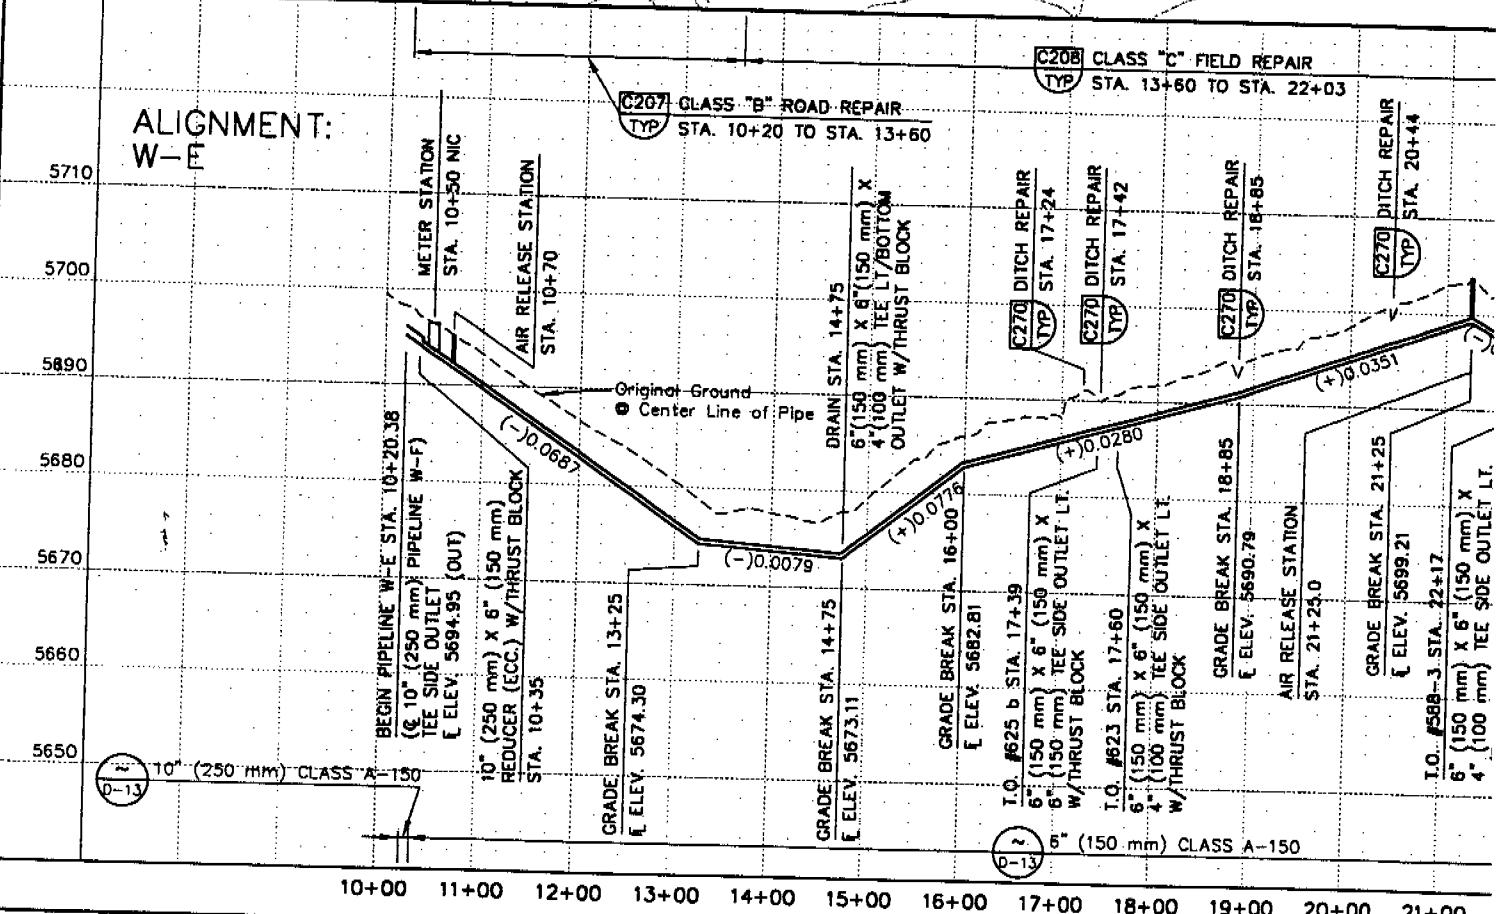 C208 CLASS "C" FIELD REPAIR
TYP STA. 13+60 TO STA. 22+03
C207 CLASS "B" ROAD REPAIR
TYP STA. 10+20 TO STA. 13+60
ALIGNMENT:
W-E
5710
5700
5690
5680
5670
5660
5650
METER STATION
STA. 10+50 NIC
AIR RELEASE STATION
STA. 10+70
Original Ground
@ Center Line of Pipe
DRAIN STA. 14+75
6"(150 mm) X 6"(150 mm) X
4"(100 mm) TEE LT/BOTTOM
OUTLET W/THRUST BLOCK
C270 DITCH REPAIR
TYP STA. 17+24
C270 DITCH REPAIR
TYP STA. 17+42
C270 DITCH REPAIR
TYP STA. 18+85
C270 DITCH REPAIR
TYP STA. 20+44
(-)0.0687
(-)0.0079
(+)0.0776
(+)0.0280
(+)0.0351
BEGIN PIPELINE W-E STA. 10+20.38
(℄ 10" (250 mm) PIPELINE W-F)
TEE SIDE OUTLET
℄ ELEV. 5694.95 (OUT)
10" (250 mm) X 6" (150 mm)
REDUCER (ECC.) W/THRUST BLOCK
STA. 10+35
GRADE BREAK STA. 13+25
℄ ELEV. 5674.30
GRADE BREAK STA. 14+75
℄ ELEV. 5673.11
GRADE BREAK STA. 16+00
℄ ELEV. 5682.81
T.O. #625 b STA. 17+39
6" (150 mm) X 6" (150 mm) X
6" (150 mm) TEE SIDE OUTLET LT.
W/THRUST BLOCK
T.O. #623 STA. 17+60
6" (150 mm) X 6" (150 mm) X
4" (100 mm) TEE SIDE OUTLET LT.
W/THRUST BLOCK
GRADE BREAK STA. 18+85
℄ ELEV. 5690.79
AIR RELEASE STATION
STA. 21+25.0
GRADE BREAK STA. 21+25
℄ ELEV. 5699.21
T.O. #588-3 STA. 22+17
6" (150 mm) X 6" (150 mm) X
4" (100 mm) TEE SIDE OUTLET LT.
~ 10" (250 mm) CLASS A-150
D-13
~ 6" (150 mm) CLASS A-150
D-13
10+00 11+00 12+00 13+00 14+00 15+00 16+00 17+00 18+00 19+00 20+00 21+00